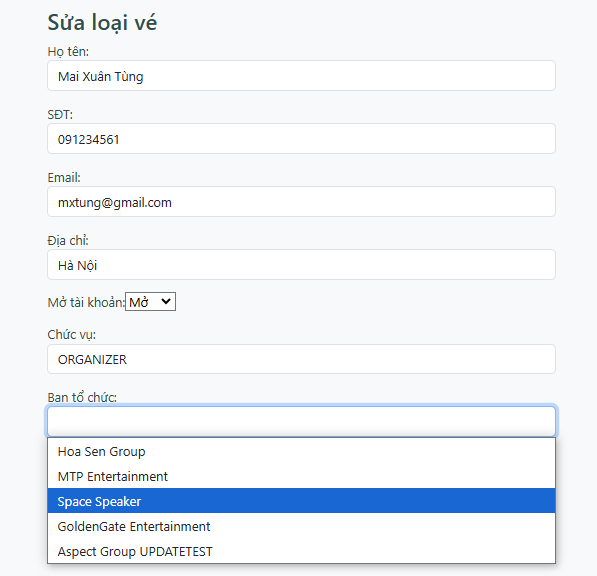 Sửa loại vé
Họ tên:
Mai Xuân Tùng
SĐT:
091234561
Email:
mxtung@gmail.com
Địa chỉ:
Hà Nội
Mở tài khoản: Mở
Chức vụ:
ORGANIZER
Ban tổ chức:
Hoa Sen Group
MTP Entertainment
Space Speaker
GoldenGate Entertainment
Aspect Group UPDATETEST